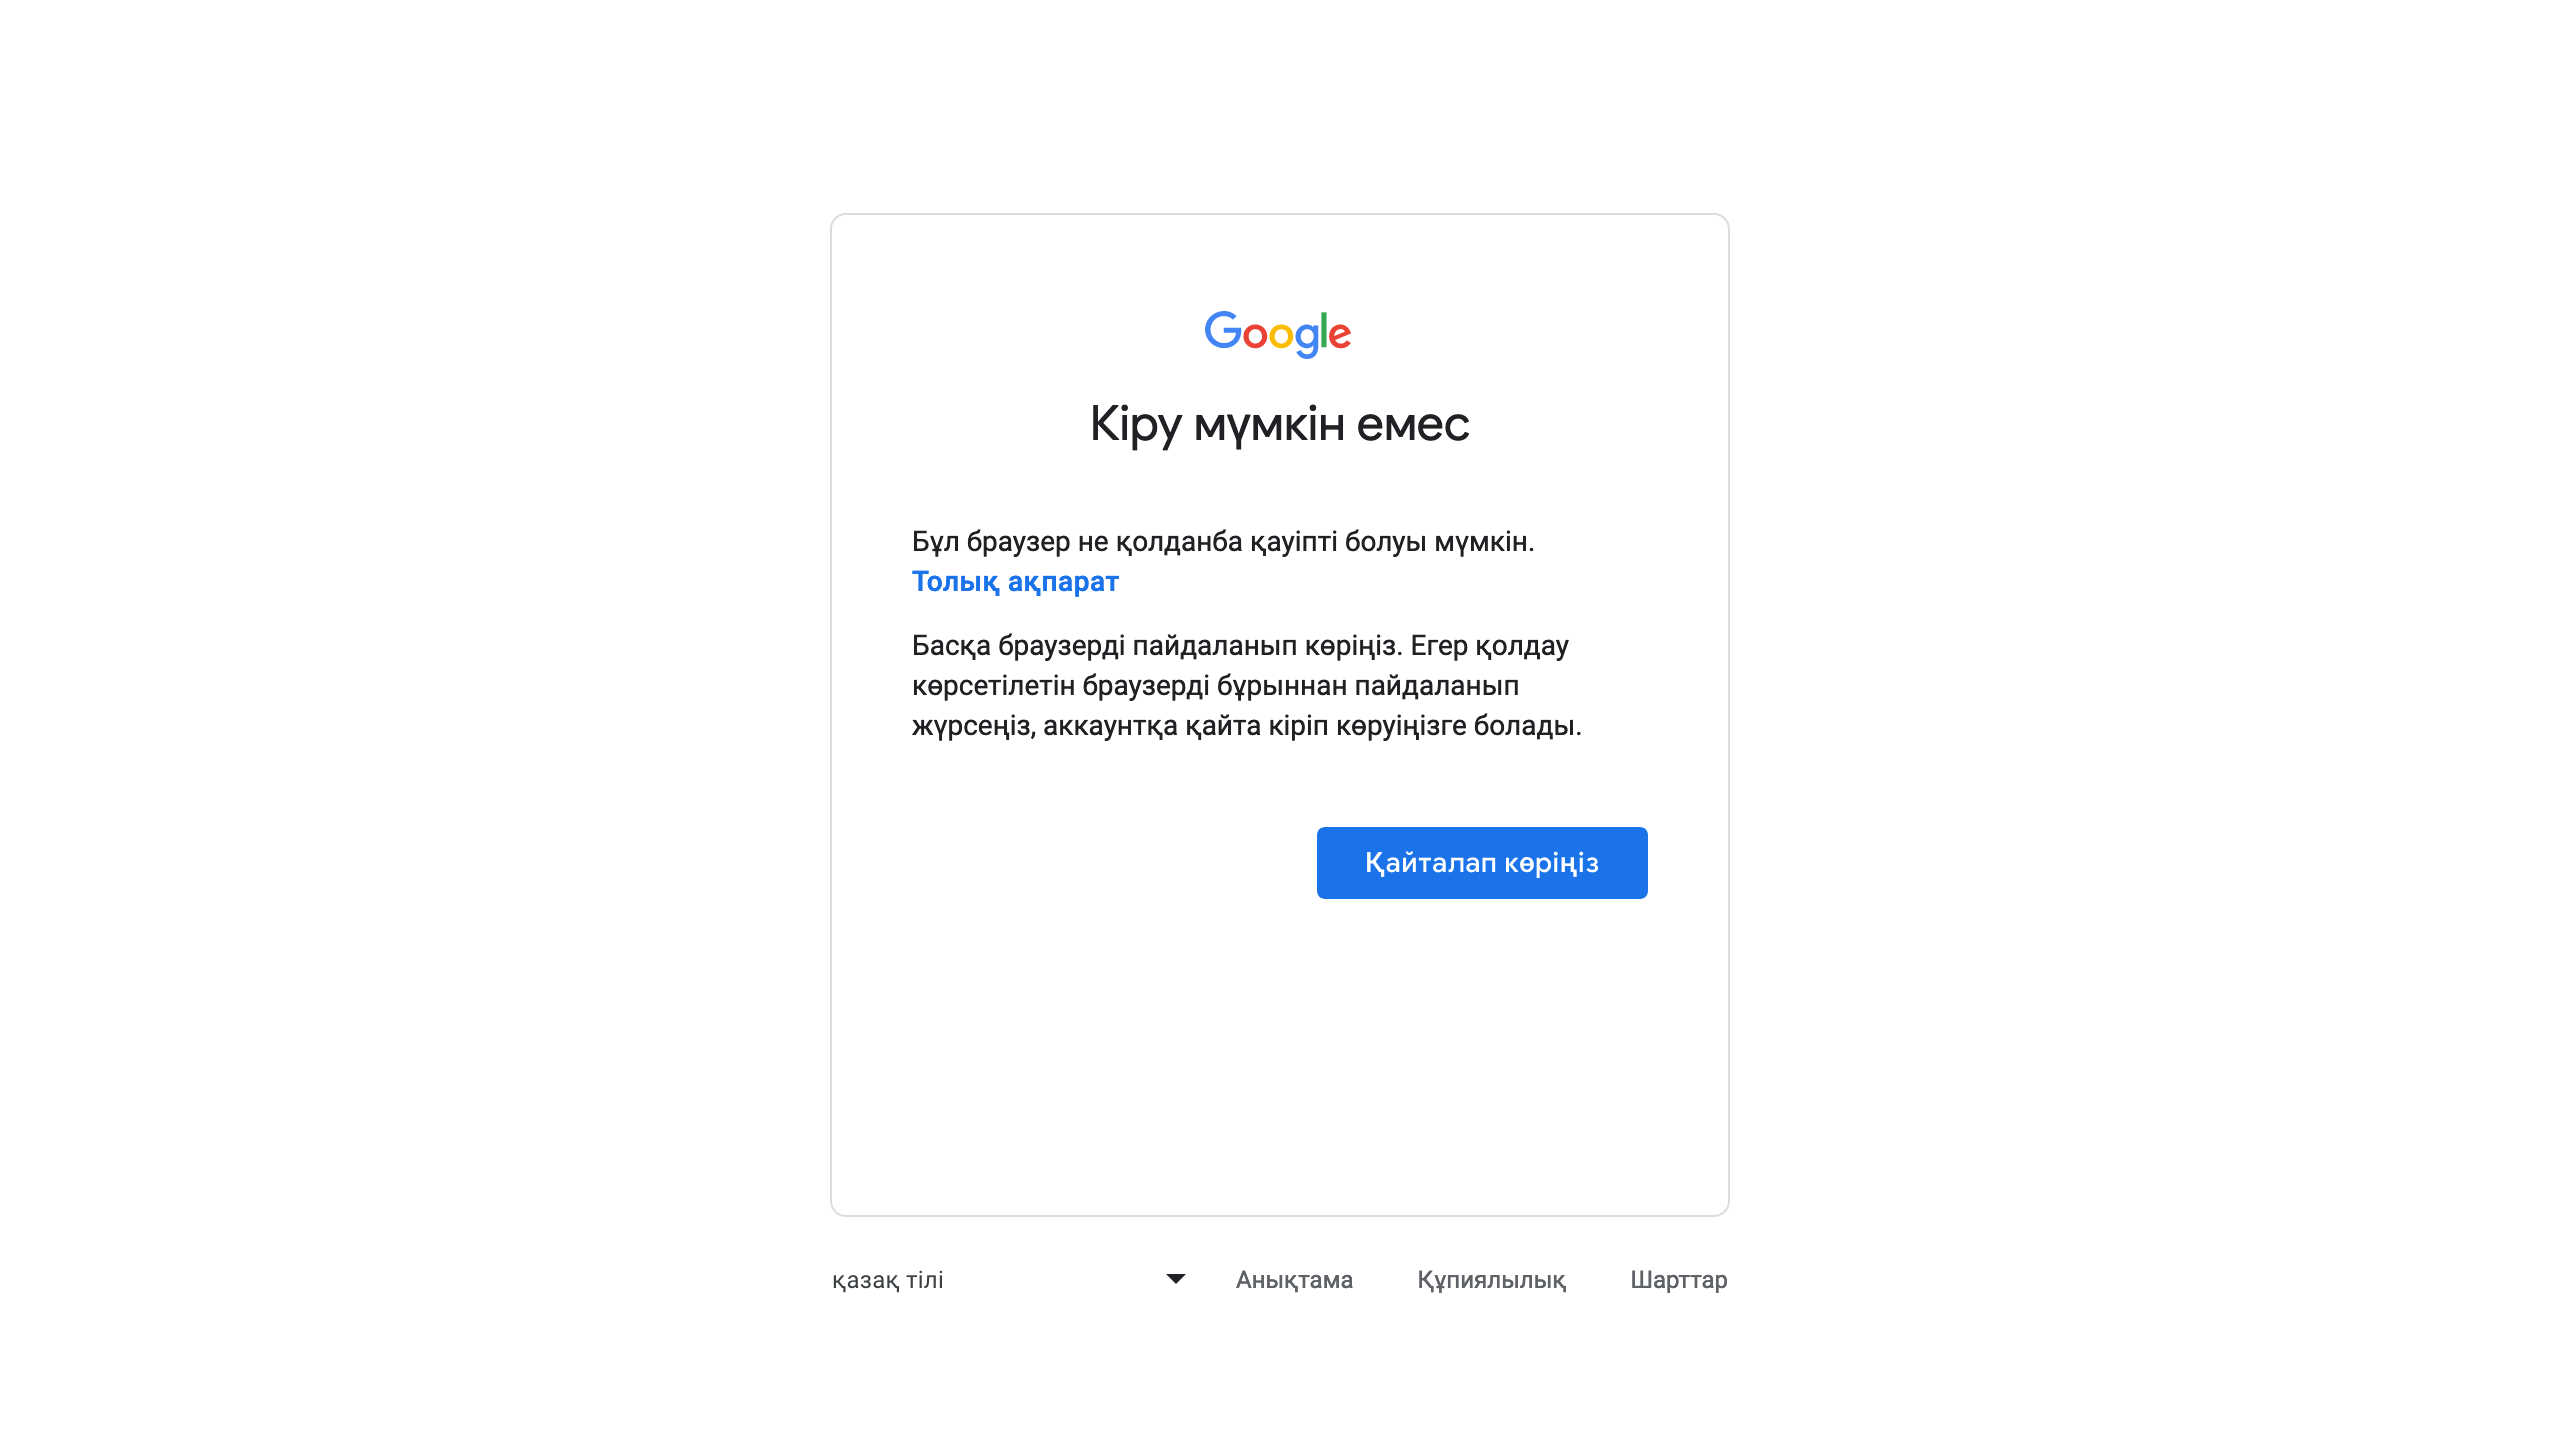 Google
Кіру мүмкін емес
Бұл браузер не қолданба қауіпті болуы мүмкін.
Толық ақпарат
Басқа браузерді пайдаланып көріңіз. Егер қолдау
көрсетілетін браузерді бұрыннан пайдаланып
жүрсеңіз, аккаунтқа қайта кіріп көруіңізге болады.
Қайталап көріңіз
қазақ тілі
Анықтама
Құпиялылық
Шарттар